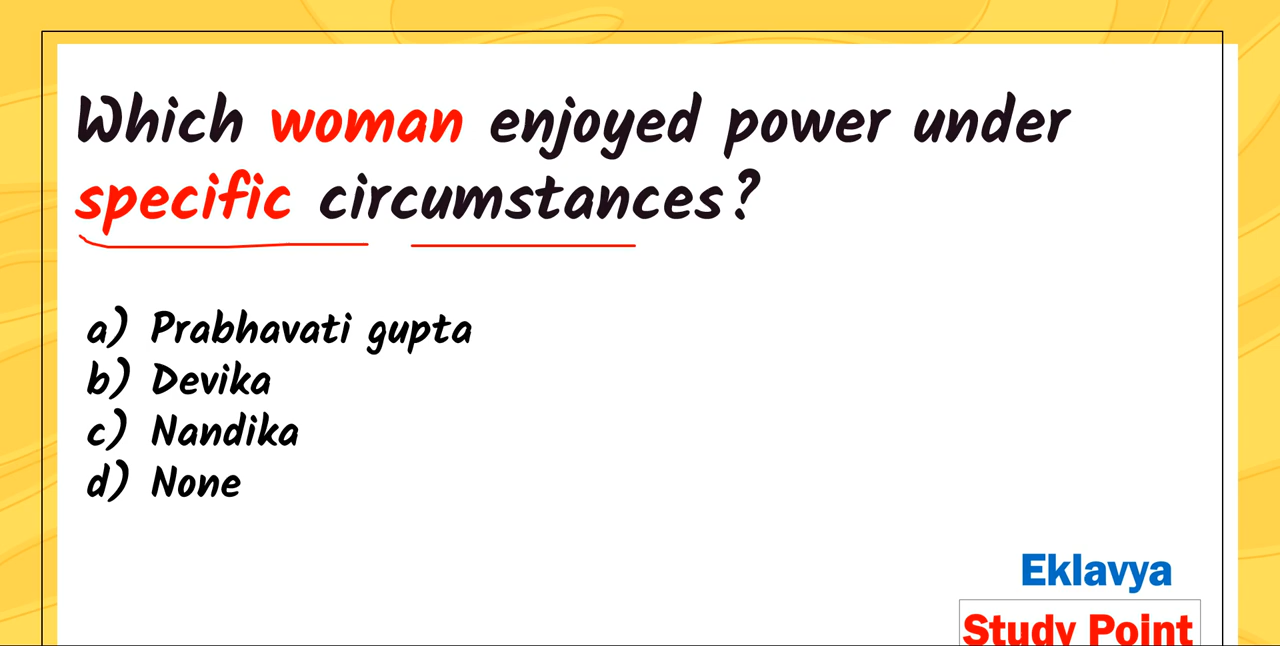 Which woman enjoyed power under
specific circumstances?
a) Prabhavati gupta
b) Devika
c) Nandika
d) None
Eklavya
Study Point